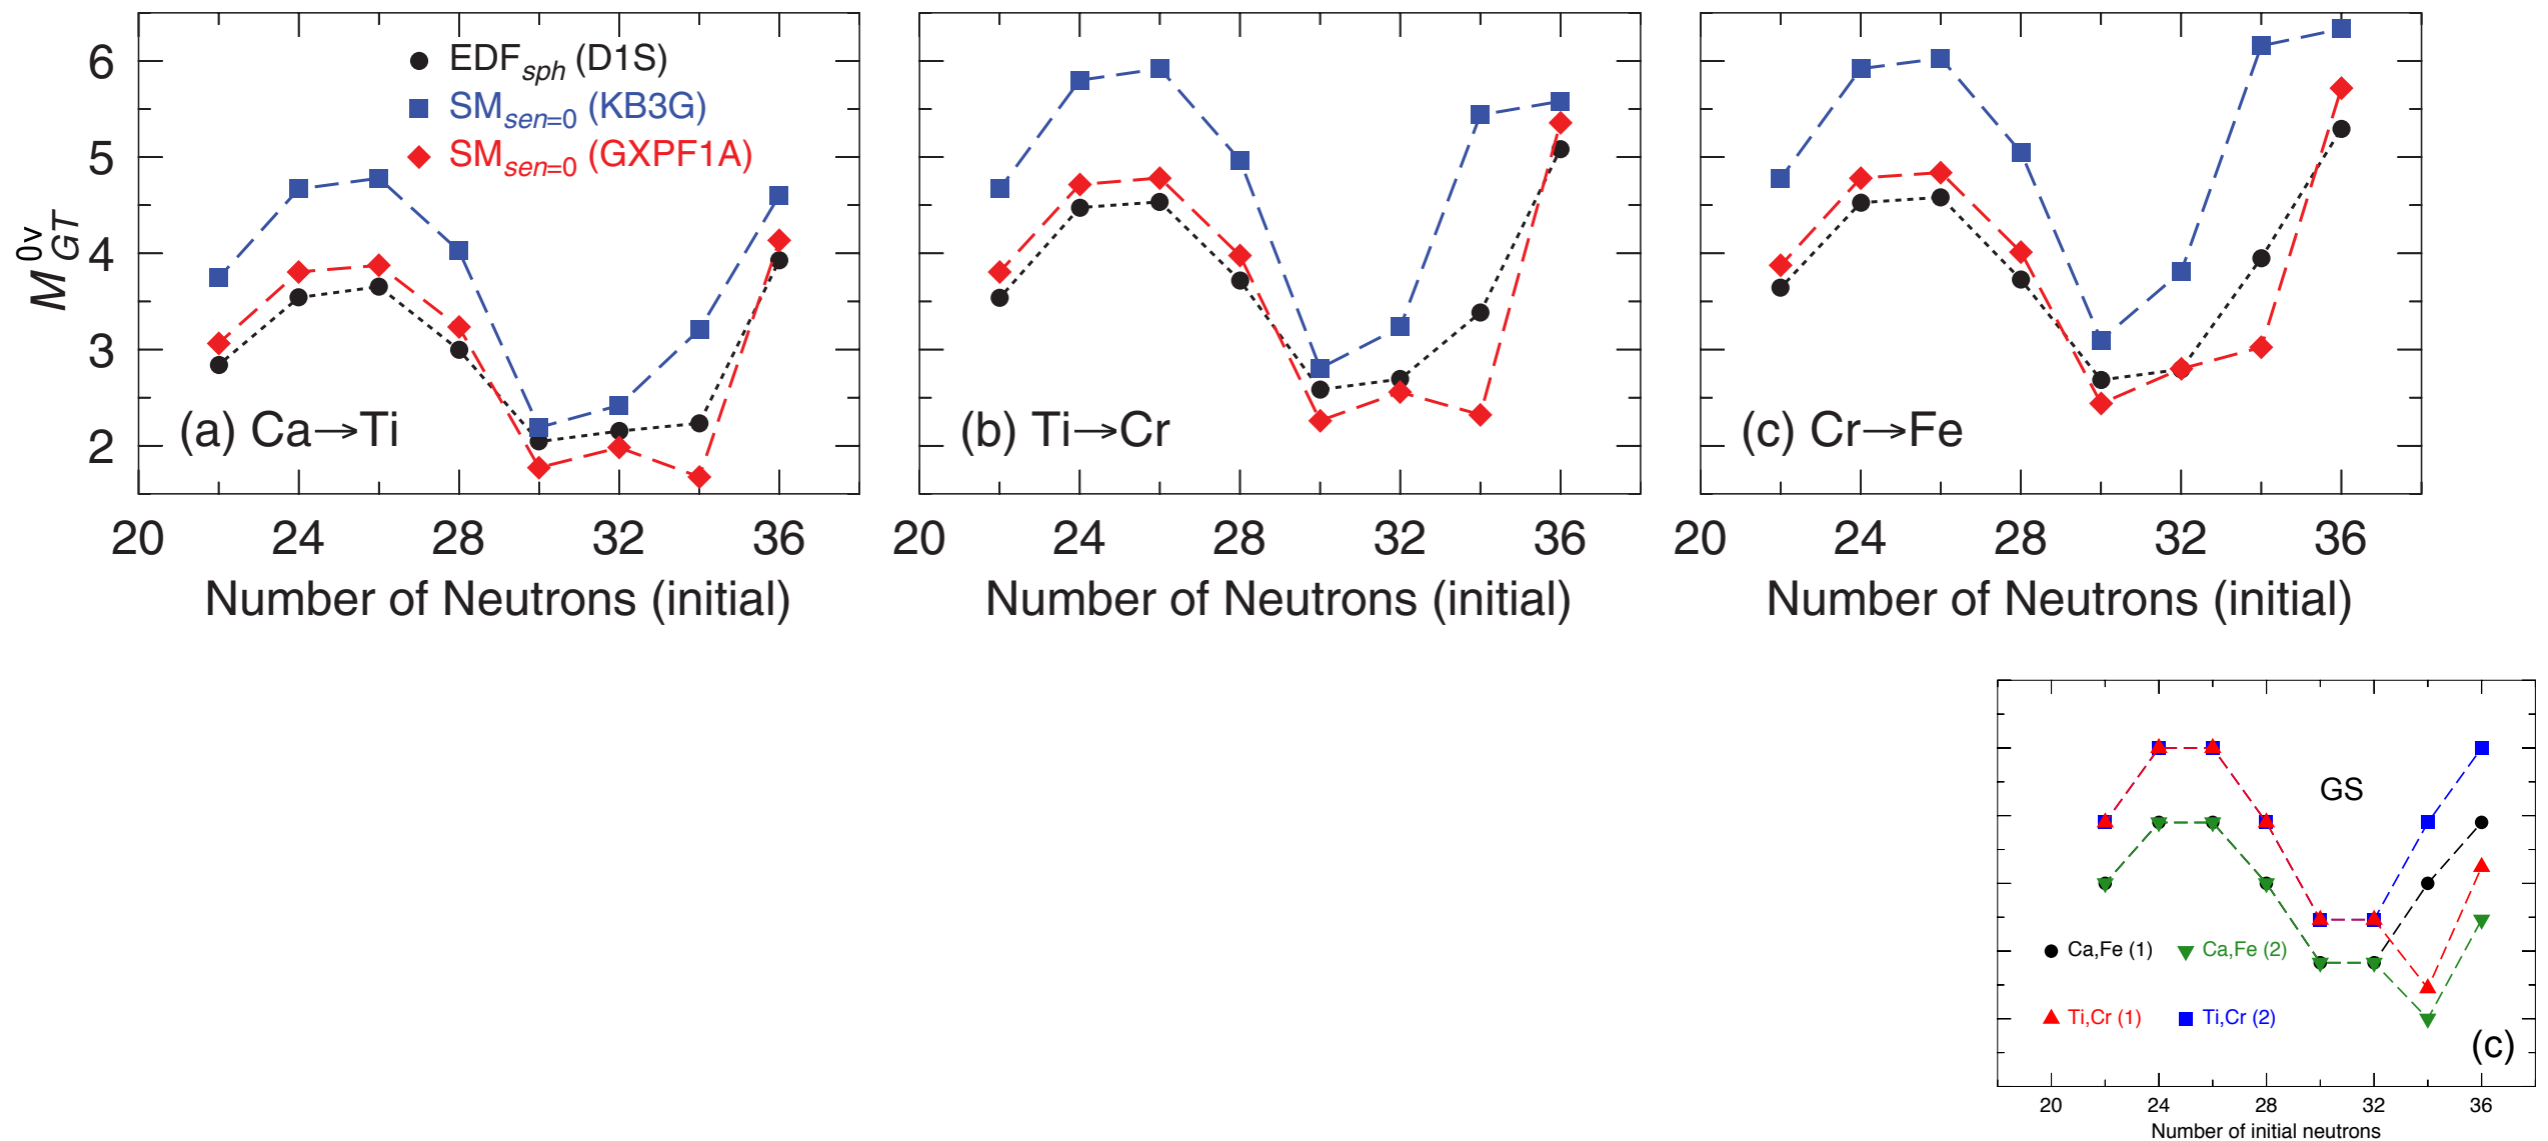 6
5
4
3
2
M^{0ν}_{GT}
EDF_{sph} (D1S)
SM_{sen=0} (KB3G)
SM_{sen=0} (GXPF1A)
(a) Ca→Ti
(b) Ti→Cr
(c) Cr→Fe
20 24 28 32 36
20 24 28 32 36
20 24 28 32 36
Number of Neutrons (initial)
Number of Neutrons (initial)
Number of Neutrons (initial)
GS
Ca,Fe (1)
Ca,Fe (2)
Ti,Cr (1)
Ti,Cr (2)
(c)
20 24 28 32 36
Number of initial neutrons